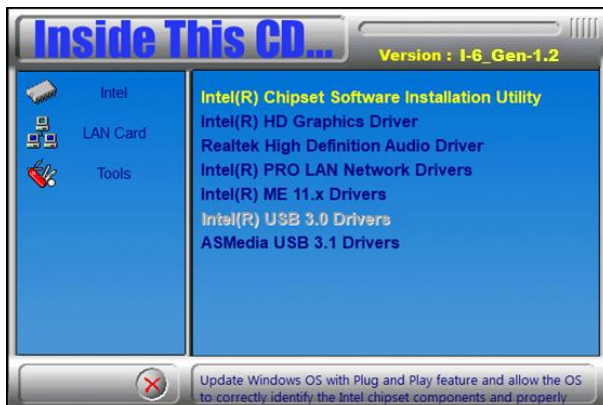 Inside This CD...
Version : I-6_Gen-1.2
Intel
LAN Card
Tools
Intel(R) Chipset Software Installation Utility
Intel(R) HD Graphics Driver
Realtek High Definition Audio Driver
Intel(R) PRO LAN Network Drivers
Intel(R) ME 11.x Drivers
Intel(R) USB 3.0 Drivers
ASMedia USB 3.1 Drivers
Update Windows OS with Plug and Play feature and allow the OS
to correctly identify the Intel chipset components and properly